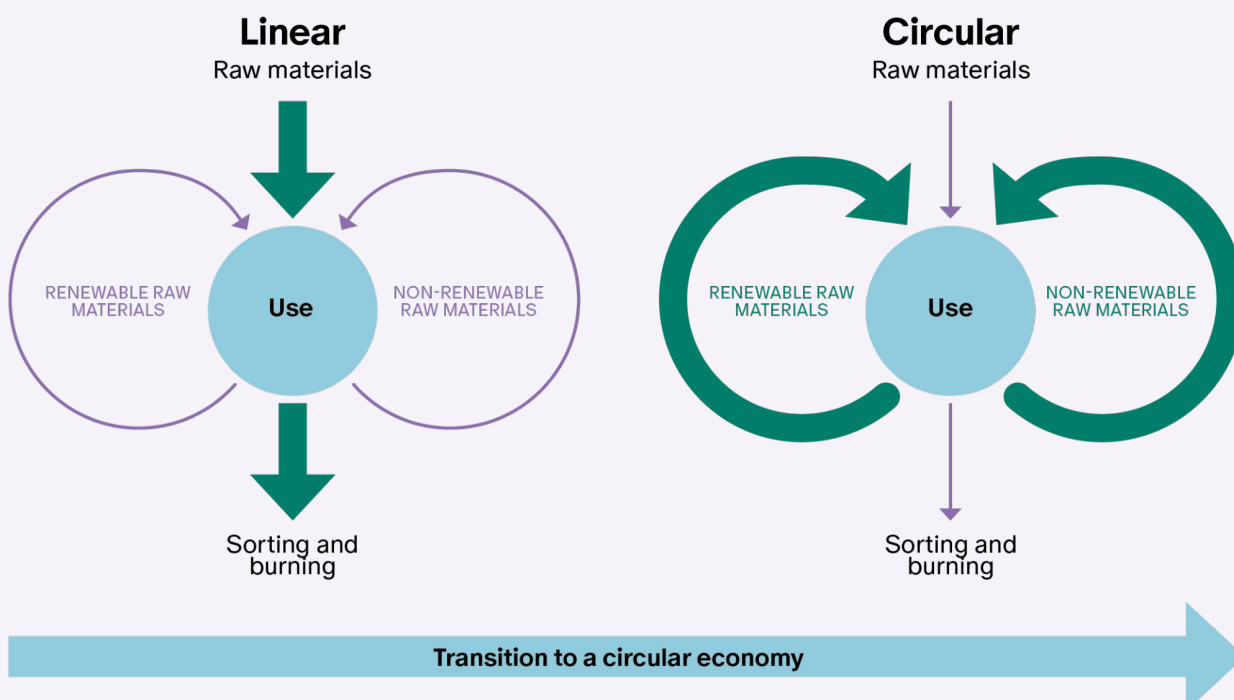 Linear
Raw materials
RENEWABLE RAW
MATERIALS
Use
NON-RENEWABLE
RAW MATERIALS
Sorting and
burning
Circular
Raw materials
RENEWABLE RAW
MATERIALS
Use
NON-RENEWABLE
RAW MATERIALS
Sorting and
burning
Transition to a circular economy